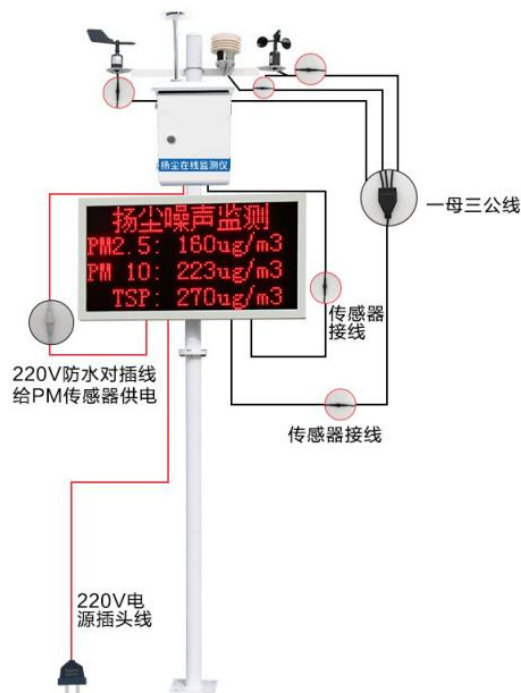 扬尘在线监测仪
扬尘噪声监测
PM2.5: 160ug/m3
PM 10: 223ug/m3
TSP: 270ug/m3
一母三公线
传感器
接线
220V防水对插线
给PM传感器供电
传感器接线
220V电
源插头线